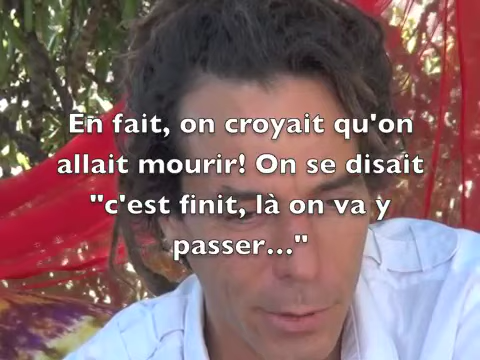 En fait, on croyait qu'on
allait mourir! On se disait
"c'est finit, là on va y
passer..."